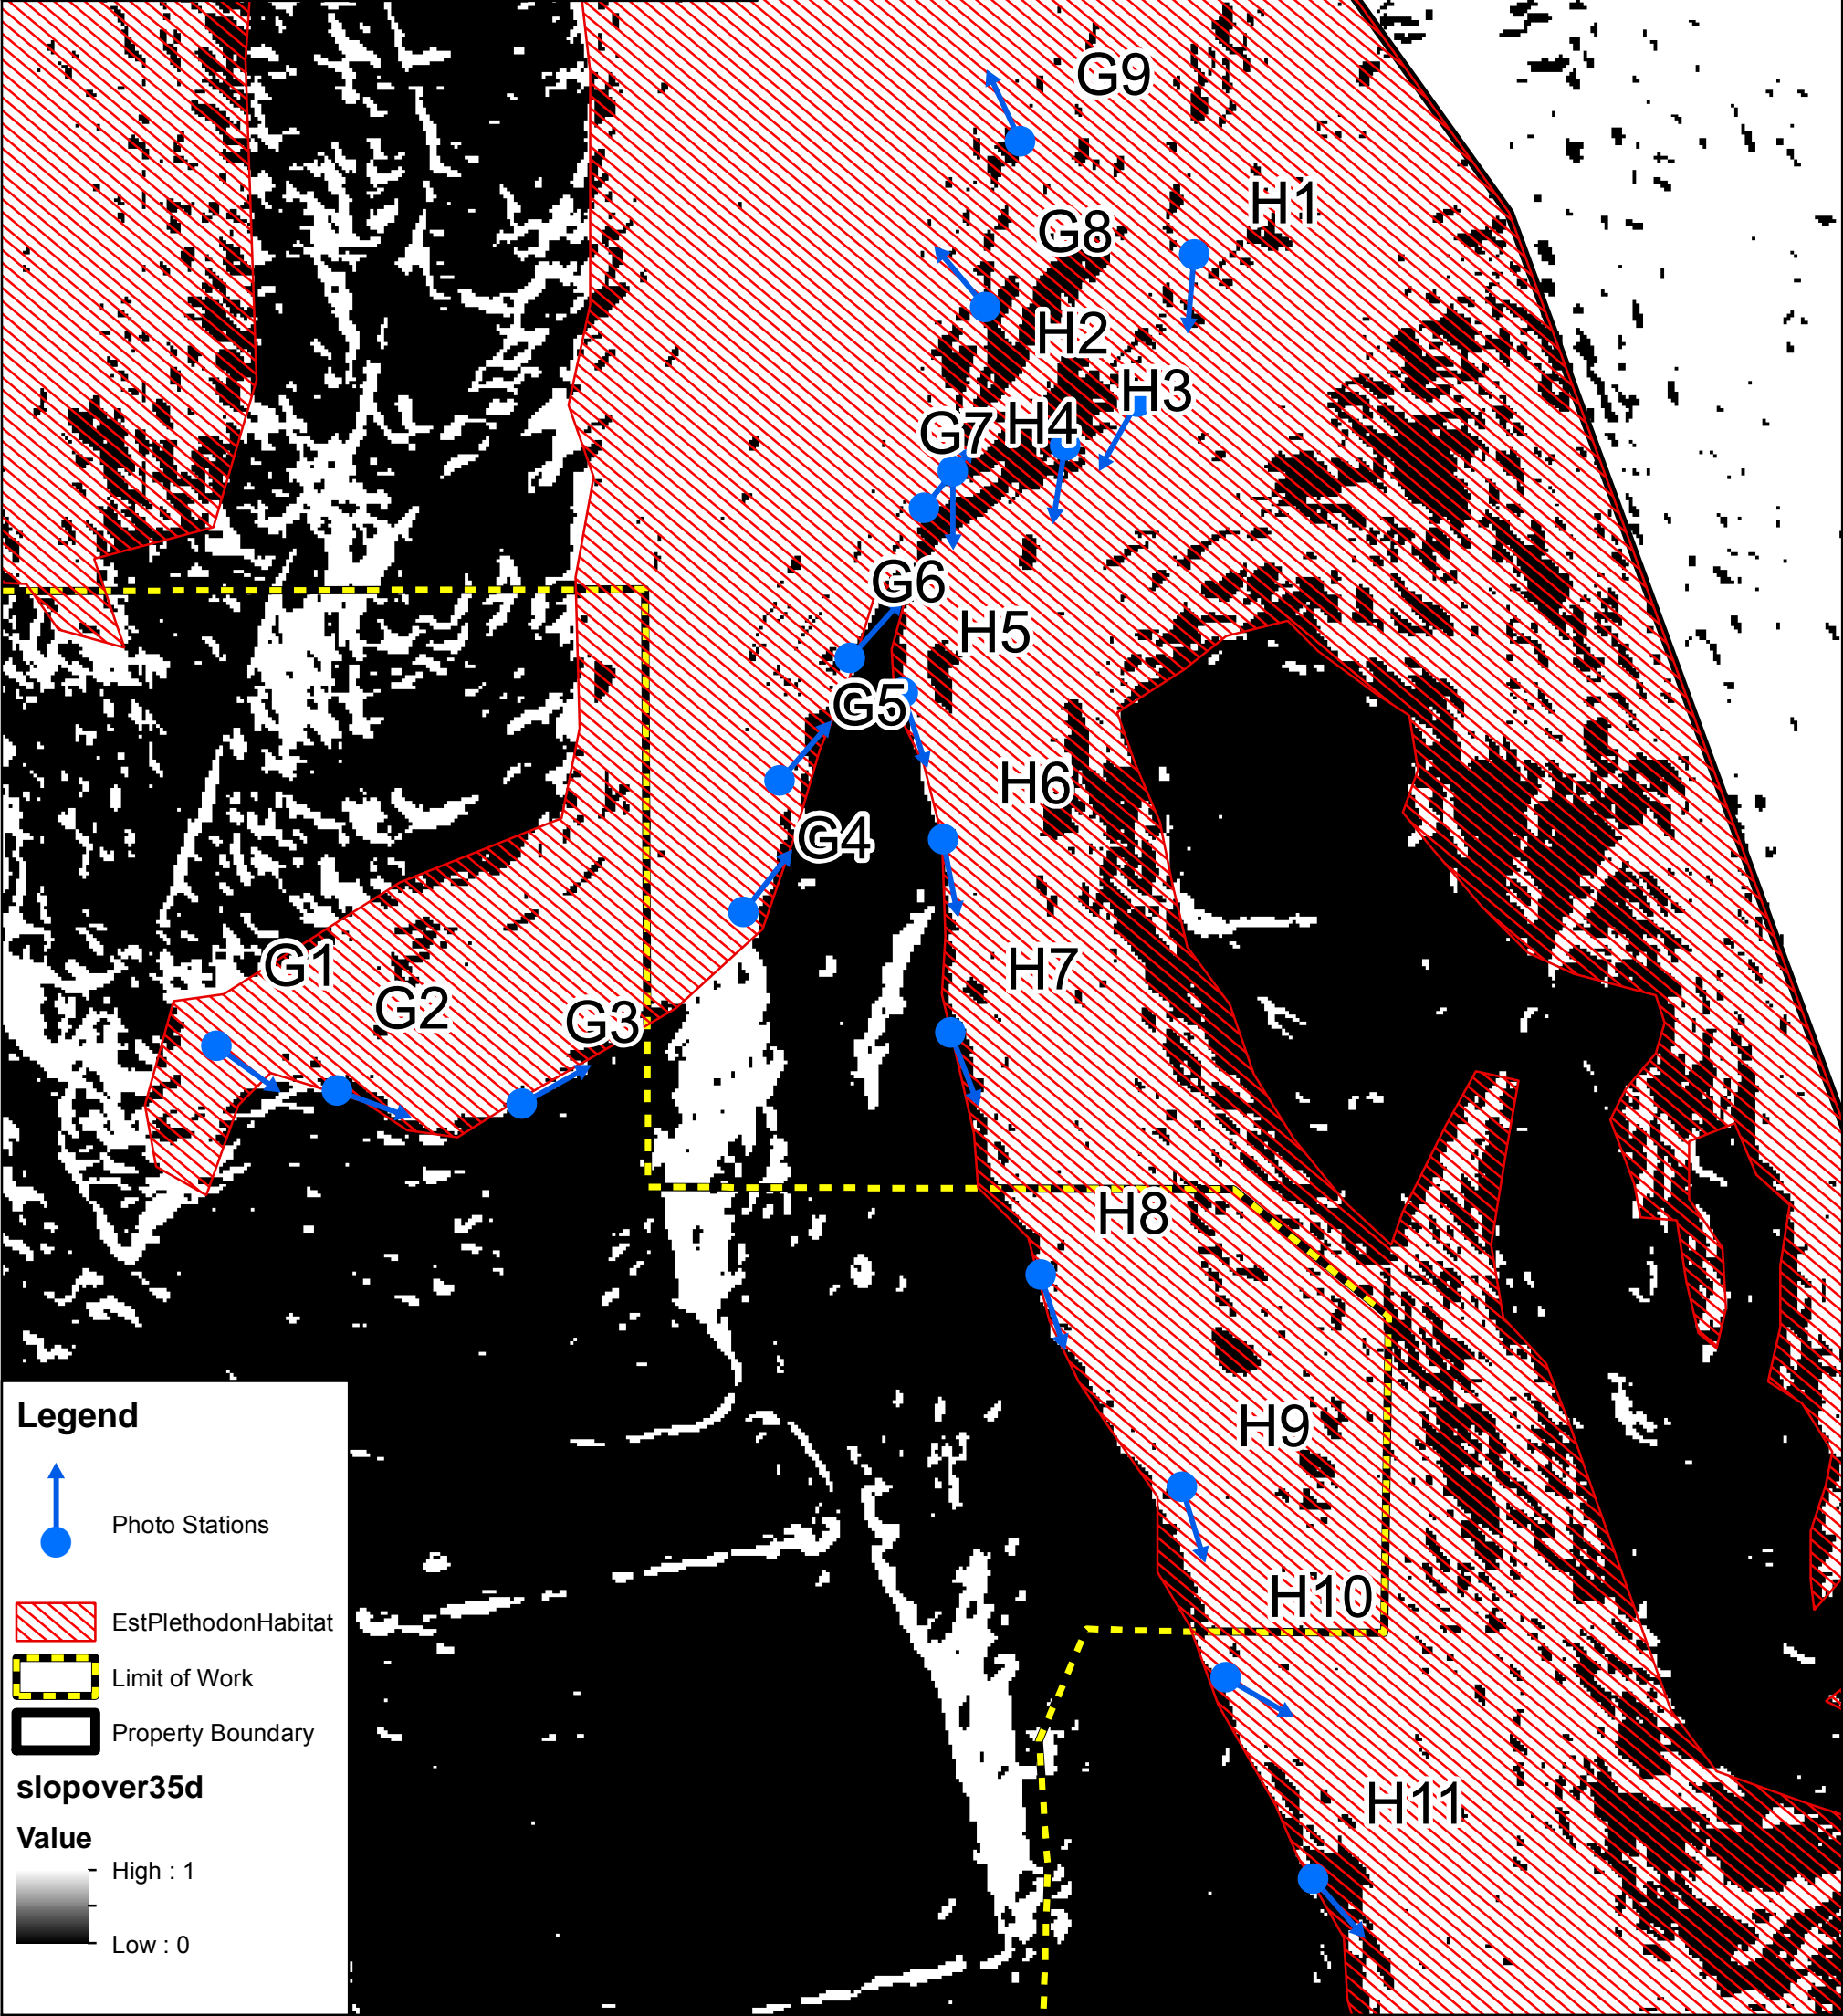 G9
H1
G8
H2
H3
G7
H4
G6
H5
G5
H6
G4
G1
H7
G2
G3
H8
H9
H10
H11
Legend
Photo Stations
EstPlethodonHabitat
Limit of Work
Property Boundary
slopover35d
Value
High : 1
Low : 0